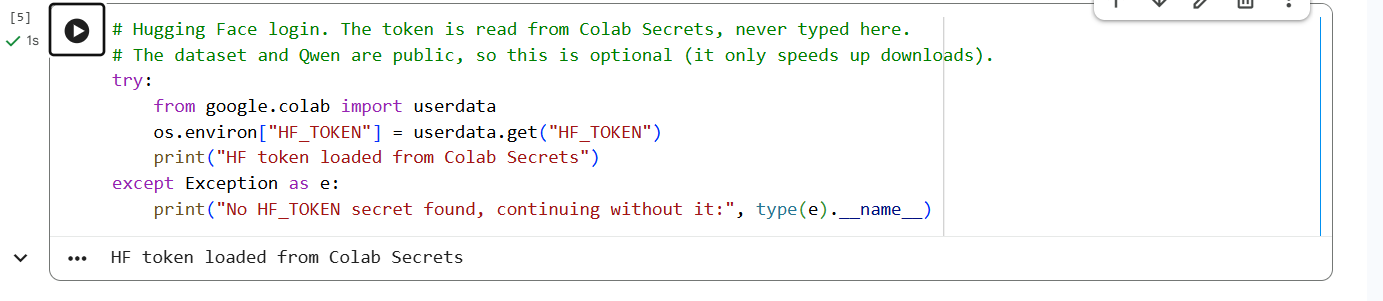 [5]
1s
# Hugging Face login. The token is read from Colab Secrets, never typed here.
# The dataset and Qwen are public, so this is optional (it only speeds up downloads).
try:
    from google.colab import userdata
    os.environ["HF_TOKEN"] = userdata.get("HF_TOKEN")
    print("HF token loaded from Colab Secrets")
except Exception as e:
    print("No HF_TOKEN secret found, continuing without it:", type(e).__name__)
HF token loaded from Colab Secrets